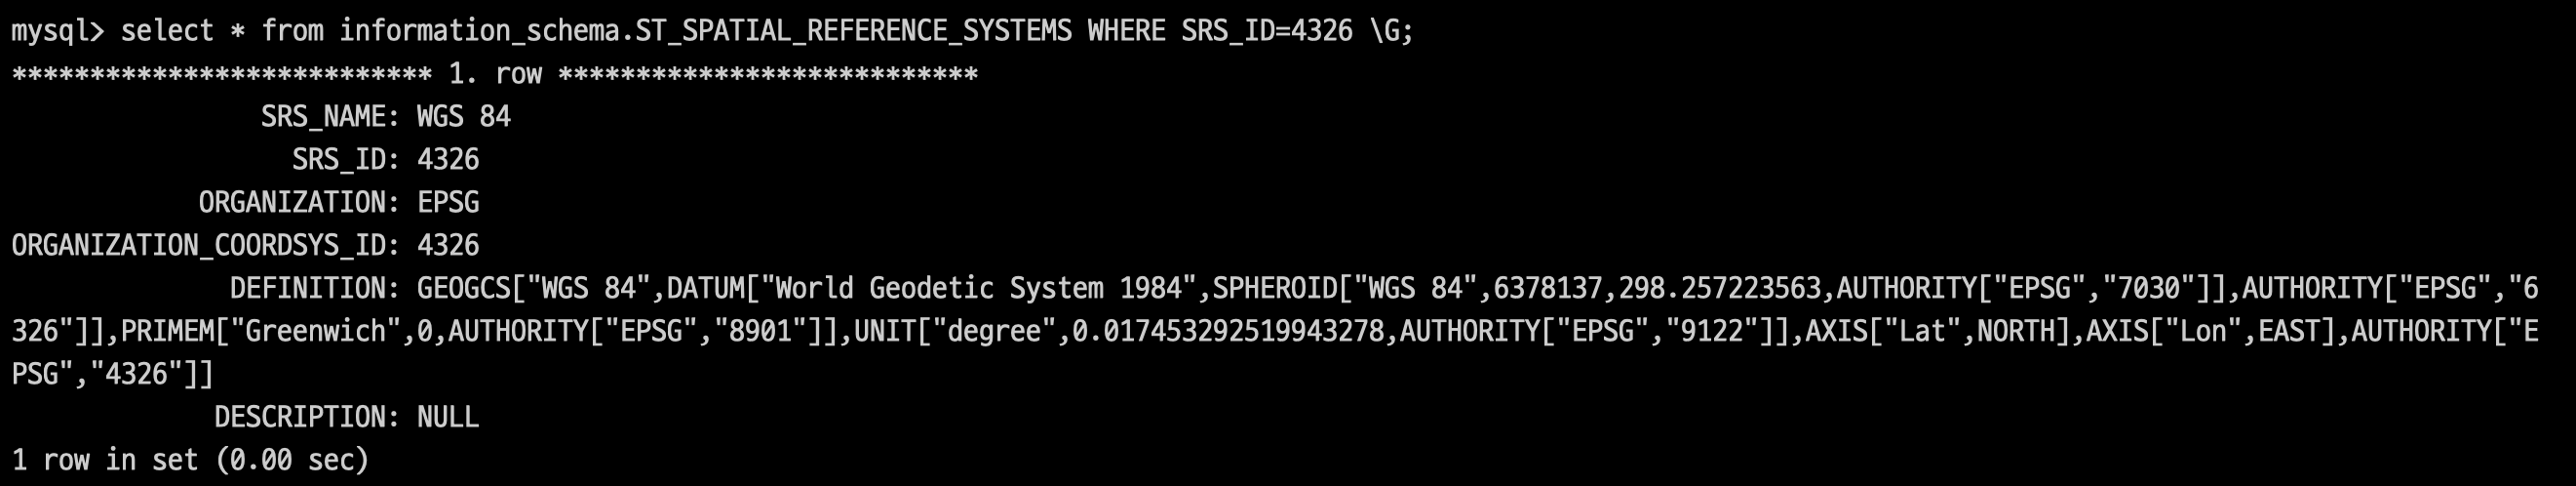 mysql> select * from information_schema.ST_SPATIAL_REFERENCE_SYSTEMS WHERE SRS_ID=4326 \G;
*************************** 1. row ***************************
SRS_NAME: WGS 84
SRS_ID: 4326
ORGANIZATION: EPSG
ORGANIZATION_COORDSYS_ID: 4326
DEFINITION: GEOGCS["WGS 84",DATUM["World Geodetic System 1984",SPHEROID["WGS 84",6378137,298.257223563,AUTHORITY["EPSG","7030"]],AUTHORITY["EPSG","6
326"]],PRIMEM["Greenwich",0,AUTHORITY["EPSG","8901"]],UNIT["degree",0.017453292519943278,AUTHORITY["EPSG","9122"]],AXIS["Lat",NORTH],AXIS["Lon",EAST],AUTHORITY["E
PSG","4326"]]
DESCRIPTION: NULL
1 row in set (0.00 sec)